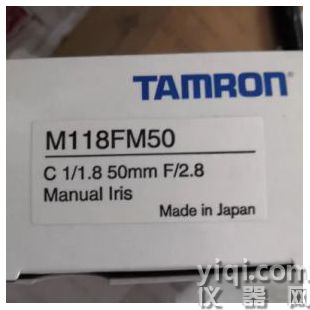 TAMRON
M118FM50
C 1/1.8 50mm F/2.8
Manual Iris
Made in Japan
yiqi.com
仪器网